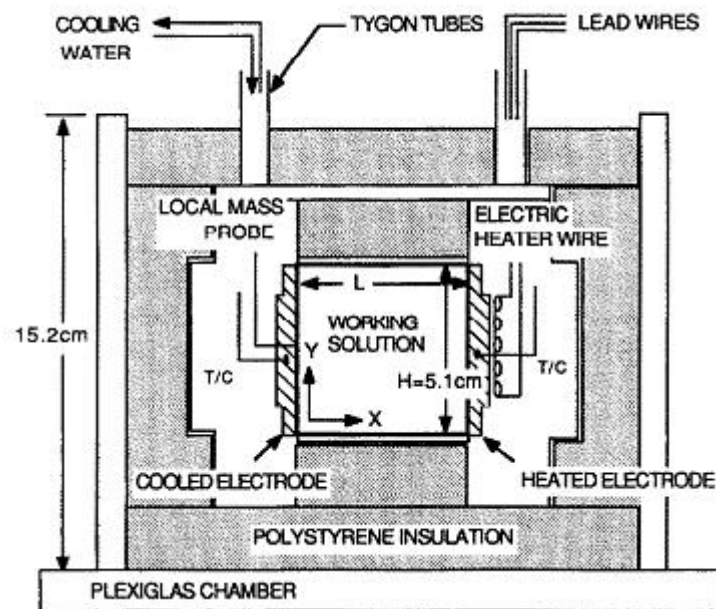 COOLING
WATER
TYGON TUBES
LEAD WIRES
LOCAL MASS
PROBE
ELECTRIC
HEATER WIRE
L
15.2cm
WORKING
SOLUTION
Y
T/C
H=5.1cm
T/C
X
COOLED ELECTRODE
HEATED ELECTRODE
POLYSTYRENE INSULATION
PLEXIGLAS CHAMBER